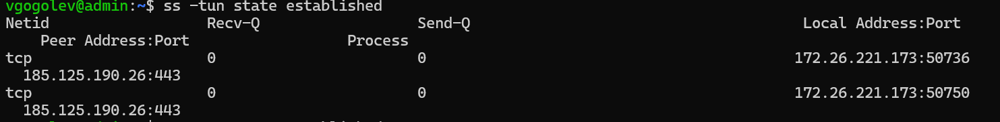 vgogolev@admin:~$ ss -tun state established
Netid Recv-Q Send-Q Local Address:Port
Peer Address:Port Process
tcp 0 0 172.26.221.173:50736
185.125.190.26:443
tcp 0 0 172.26.221.173:50750
185.125.190.26:443